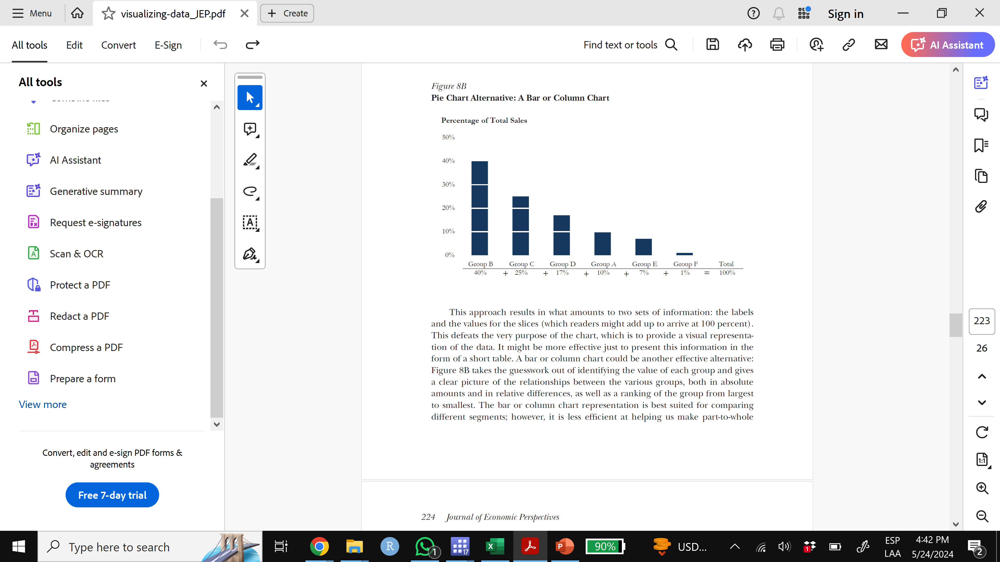 Menu
visualizing-data_JEP.pdf
Create
Sign in
All tools
Edit
Convert
E-Sign
Find text or tools
AI Assistant
All tools
Organize pages
AI Assistant
Generative summary
Request e-signatures
Scan & OCR
Protect a PDF
Redact a PDF
Compress a PDF
Prepare a form
View more
Convert, edit and e-sign PDF forms &
agreements
Free 7-day trial
Figure 8B
Pie Chart Alternative: A Bar or Column Chart
Percentage of Total Sales
50%
40%
30%
20%
10%
0%
Group B Group C Group D Group A Group E Group F Total
40% + 25% + 17% + 10% + 7% + 1% = 100%
This approach results in what amounts to two sets of information: the labels
and the values for the slices (which readers might add up to arrive at 100 percent).
This defeats the very purpose of the chart, which is to provide a visual representa-
tion of the data. It might be more effective just to present this information in the
form of a short table. A bar or column chart could be another effective alternative:
Figure 8B takes the guesswork out of identifying the value of each group and gives
a clear picture of the relationships between the various groups, both in absolute
amounts and in relative differences, as well as a ranking of the group from largest
to smallest. The bar or column chart representation is best suited for comparing
different segments; however, it is less efficient at helping us make part-to-whole
224 Journal of Economic Perspectives
223
26
1:1
Type here to search
R
1
17
X
P
90%
USD...
1
ESP
LAA
4:42 PM
5/24/2024
2